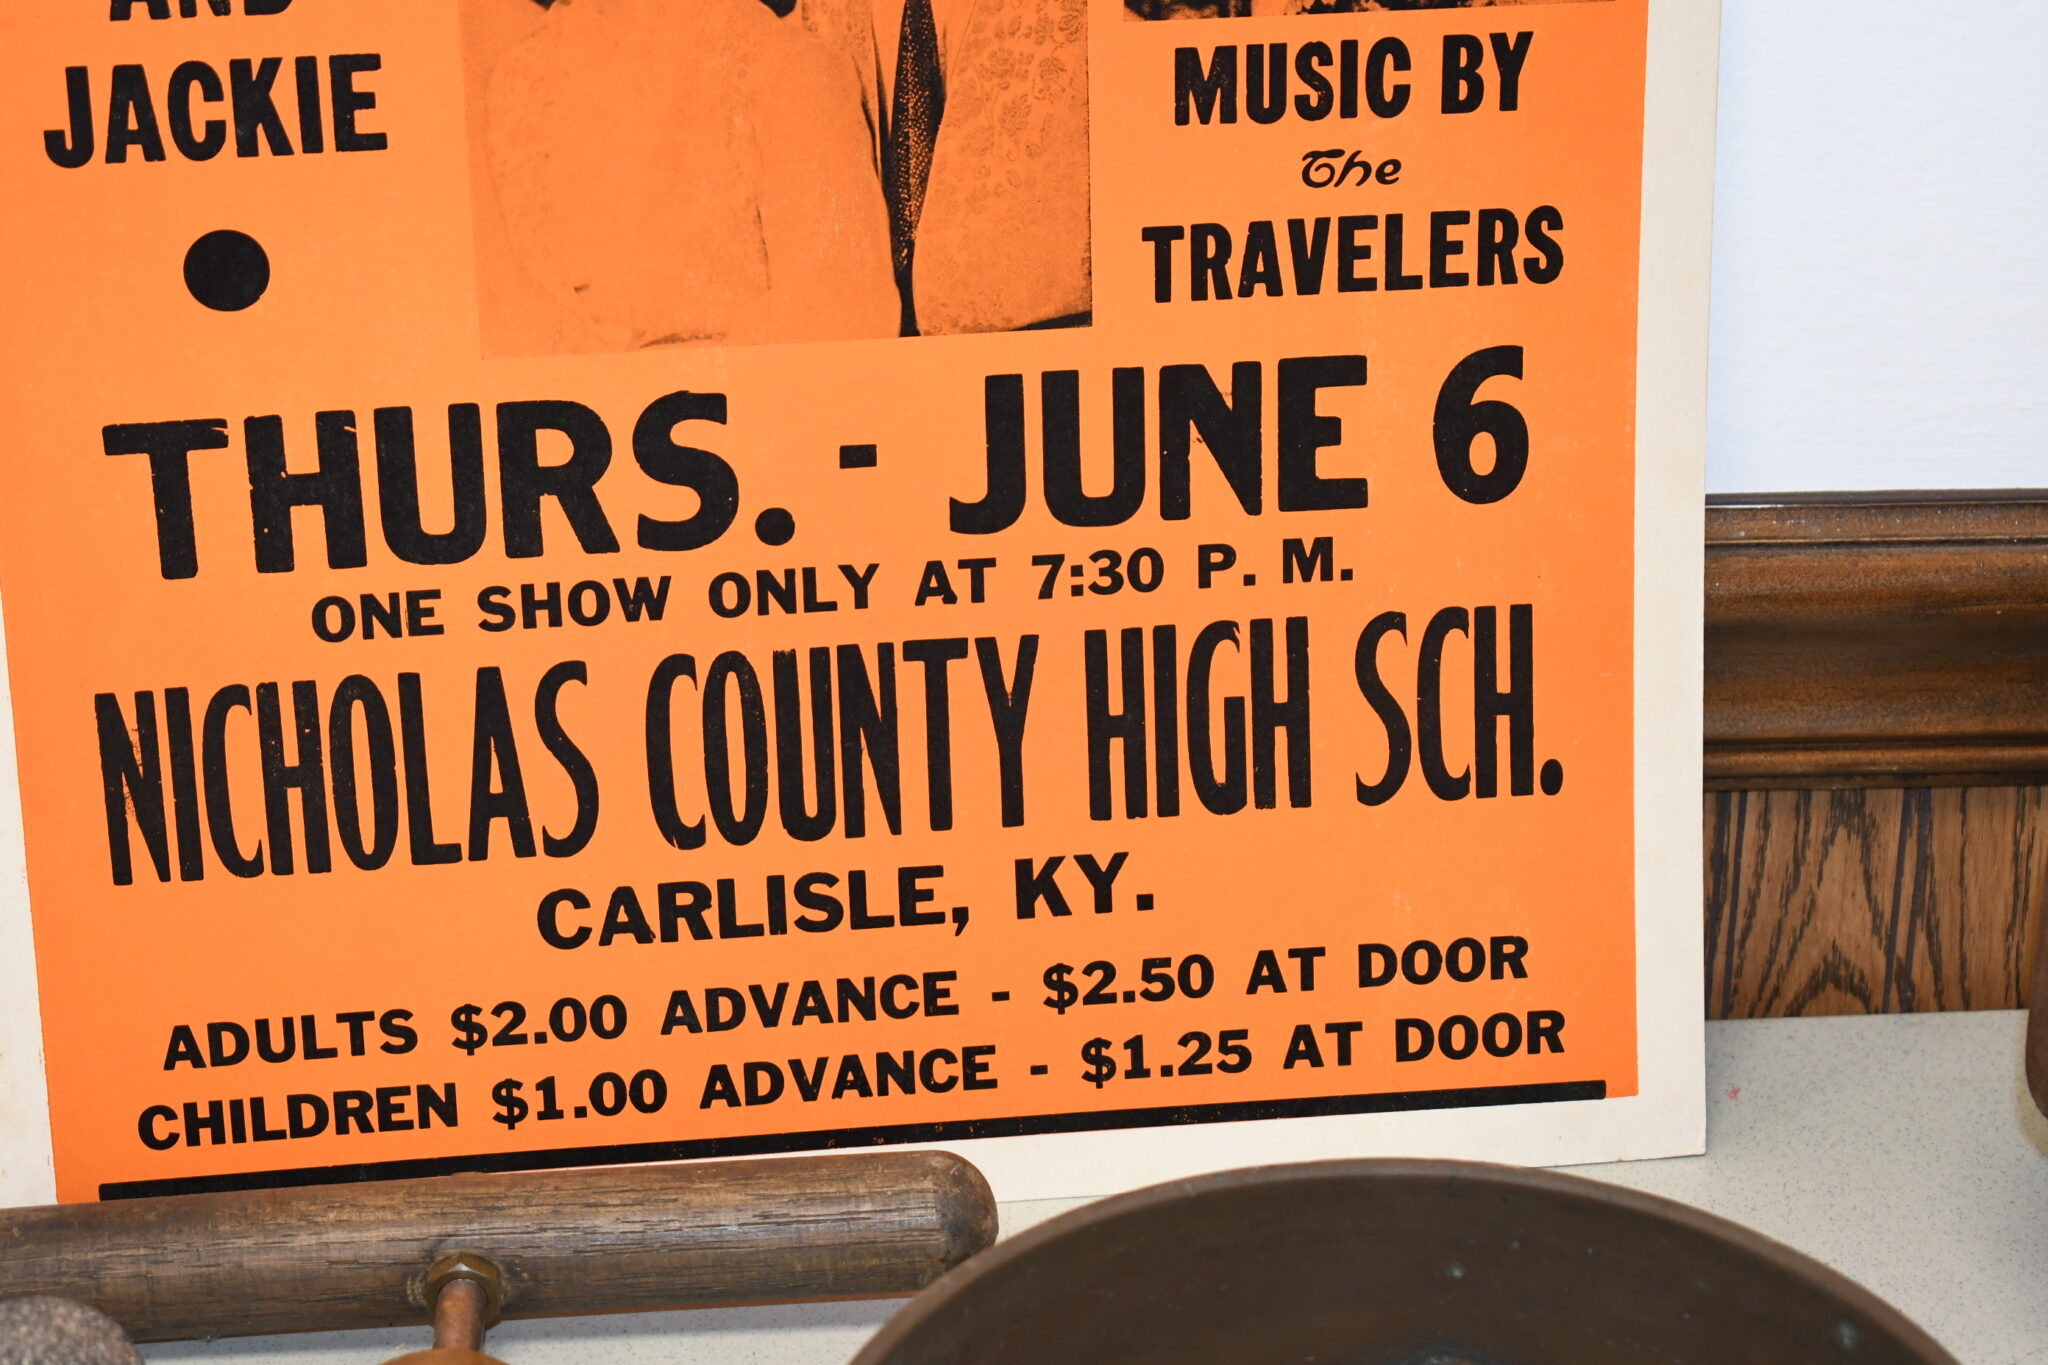 AND
JACKIE
MUSIC BY
The
TRAVELERS
THURS. - JUNE 6
ONE SHOW ONLY AT 7:30 P. M.
NICHOLAS COUNTY HIGH SCH.
CARLISLE, KY.
ADULTS $2.00 ADVANCE - $2.50 AT DOOR
CHILDREN $1.00 ADVANCE - $1.25 AT DOOR